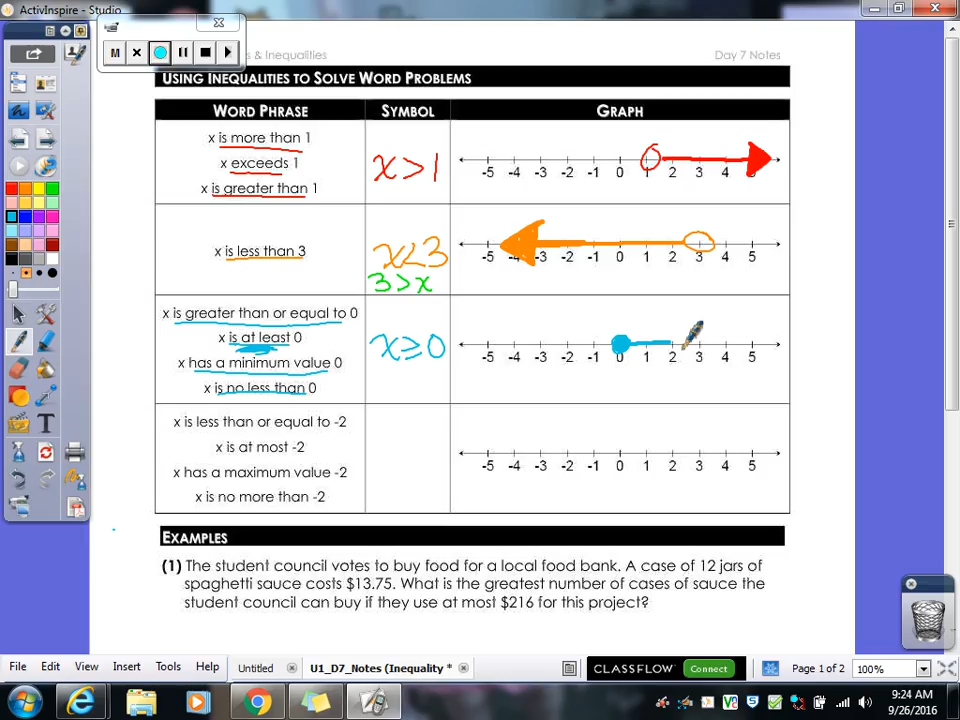 ActivInspire - Studio
M
s & Inequalities
Day 7 Notes
USING INEQUALITIES TO SOLVE WORD PROBLEMS
WORD PHRASE SYMBOL GRAPH
x is more than 1
x exceeds 1
x is greater than 1
x > 1
-5 -4 -3 -2 -1 0 1 2 3 4 5
x is less than 3
x < 3
3 > x
-5 -4 -3 -2 -1 0 1 2 3 4 5
x is greater than or equal to 0
x is at least 0
x has a minimum value 0
x is no less than 0
x ≥ 0
-5 -4 -3 -2 -1 0 1 2 3 4 5
x is less than or equal to -2
x is at most -2
x has a maximum value -2
x is no more than -2
-5 -4 -3 -2 -1 0 1 2 3 4 5
EXAMPLES
(1) The student council votes to buy food for a local food bank. A case of 12 jars of
spaghetti sauce costs $13.75. What is the greatest number of cases of sauce the
student council can buy if they use at most $216 for this project?
File Edit View Insert Tools Help
Untitled
U1_D7_Notes (Inequality *
CLASSFLOW Connect
Page 1 of 2
100%
9:24 AM
9/26/2016